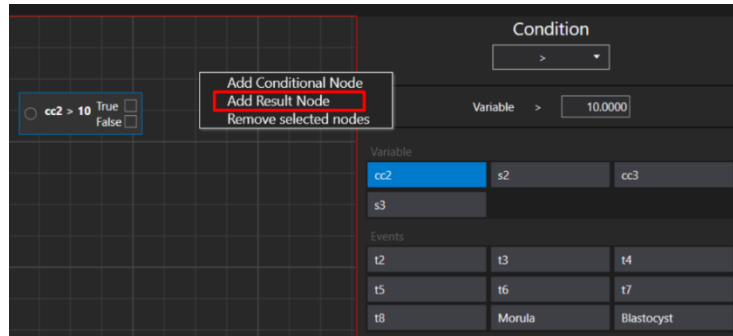 Condition
>
Add Conditional Node
Add Result Node
Remove selected nodes
cc2 > 10 True
False
Variable > 10.0000
Variable
cc2 s2 cc3
s3
Events
t2 t3 t4
t5 t6 t7
t8 Morula Blastocyst